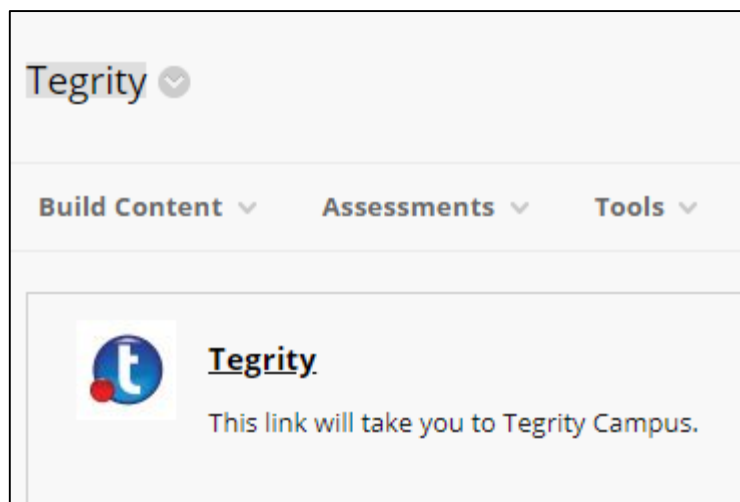 Tegrity
Build Content Assessments Tools
t
Tegrity
This link will take you to Tegrity Campus.